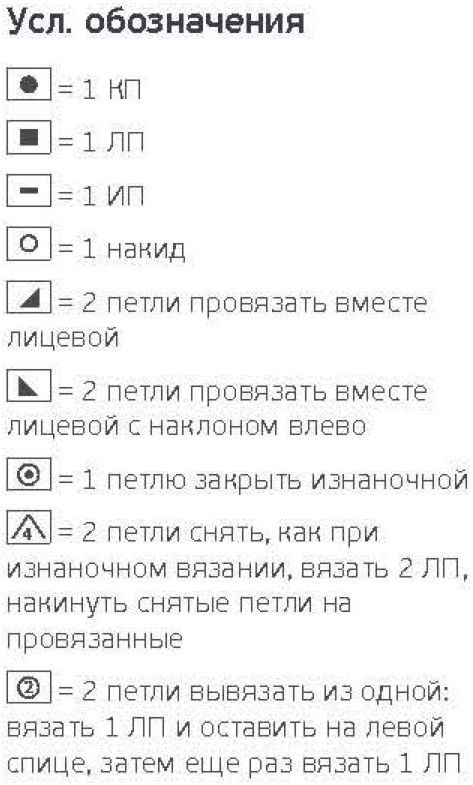 Усл. обозначения
= 1 КП
= 1 ЛП
= 1 ИП
= 1 накид
= 2 петли провязать вместе
лицевой
= 2 петли провязать вместе
лицевой с наклоном влево
= 1 петлю закрыть изнаночной
4 = 2 петли снять, как при
изнаночном вязании, вязать 2 ЛП,
накинуть снятые петли на
провязанные
2 = 2 петли вывязать из одной:
вязать 1 ЛП и оставить на левой
спице, затем еще раз вязать 1 ЛП